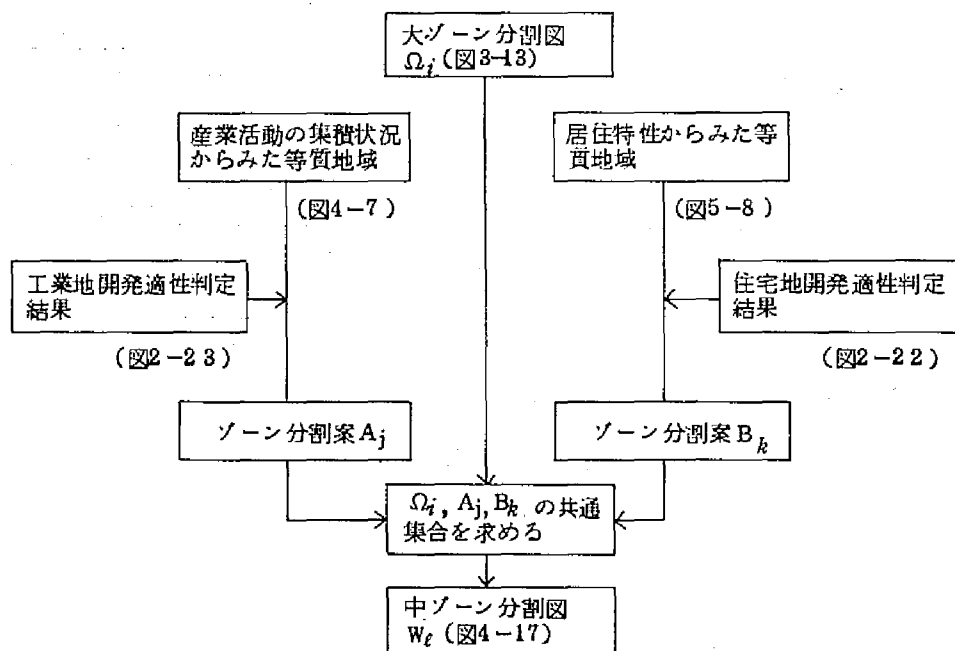 大ゾーン分割図
Ωi (図3-13)
産業活動の集積状況
からみた等質地域
居住特性からみた等
質地域
(図4-7)
(図5-8)
工業地開発適性判定
結果
住宅地開発適性判定
結果
(図2-23)
(図2-22)
ゾーン分割案Aj
ゾーン分割案Bk
Ωi, Aj, Bk の共通
集合を求める
中ゾーン分割図
Wℓ (図4-17)